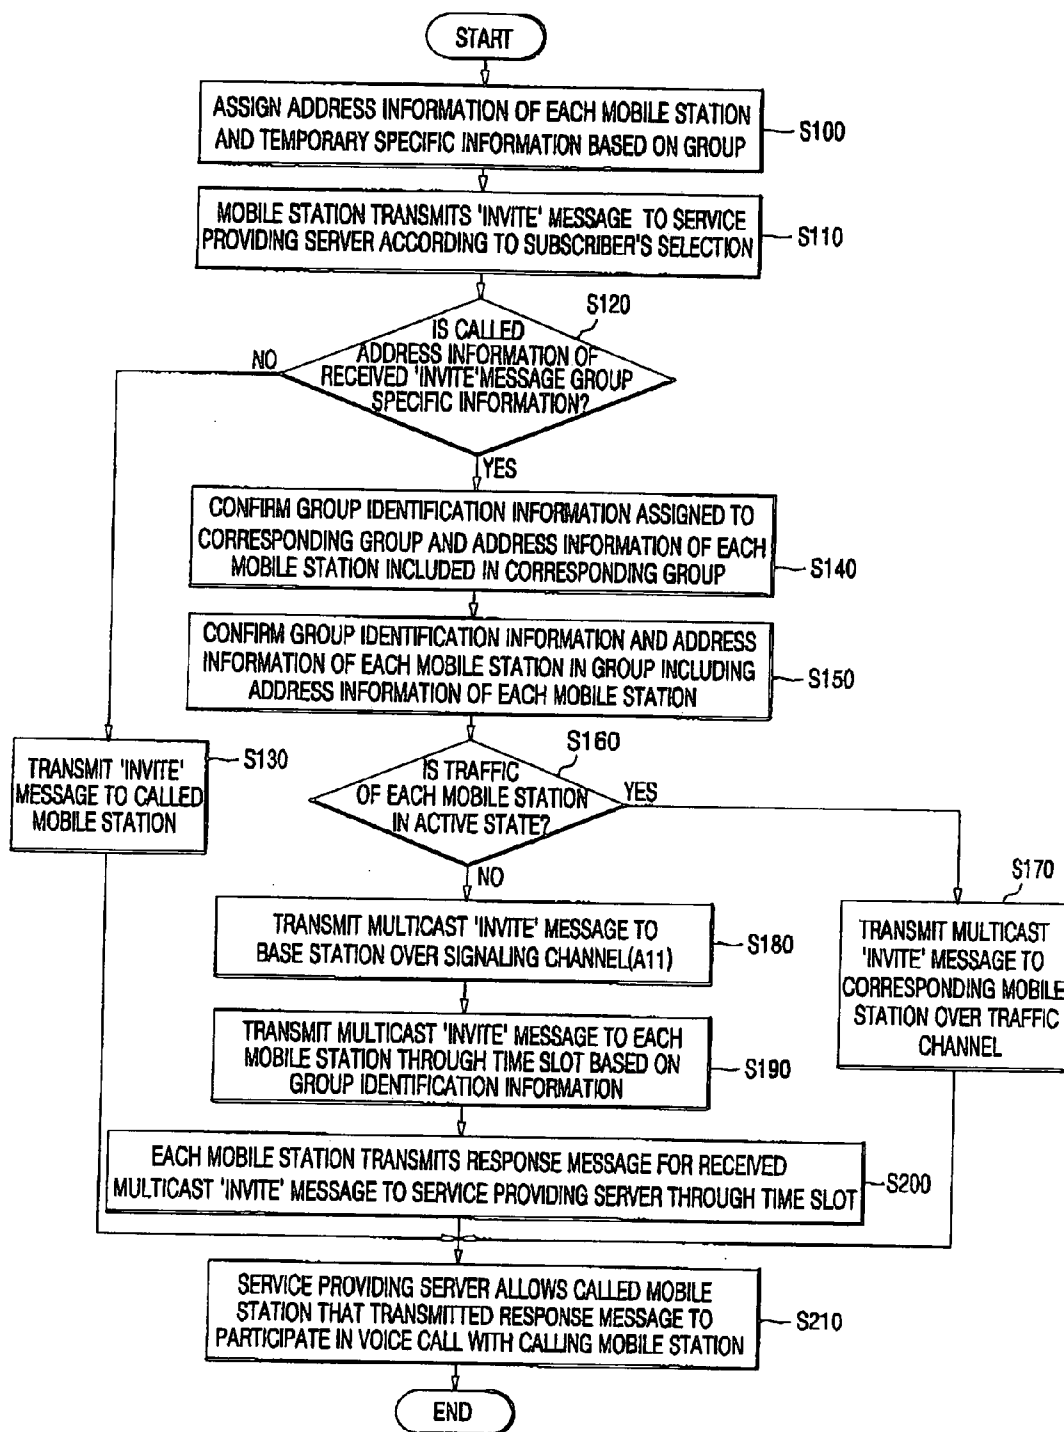 START
ASSIGN ADDRESS INFORMATION OF EACH MOBILE STATION
AND TEMPORARY SPECIFIC INFORMATION BASED ON GROUP
S100
MOBILE STATION TRANSMITS 'INVITE' MESSAGE TO SERVICE
PROVIDING SERVER ACCORDING TO SUBSCRIBER'S SELECTION
S110
S120
IS CALLED
ADDRESS INFORMATION OF
RECEIVED 'INVITE' MESSAGE GROUP
SPECIFIC INFORMATION?
NO
YES
CONFIRM GROUP IDENTIFICATION INFORMATION ASSIGNED TO
CORRESPONDING GROUP AND ADDRESS INFORMATION OF EACH
MOBILE STATION INCLUDED IN CORRESPONDING GROUP
S140
CONFIRM GROUP IDENTIFICATION INFORMATION AND ADDRESS
INFORMATION OF EACH MOBILE STATION IN GROUP INCLUDING
ADDRESS INFORMATION OF EACH MOBILE STATION
S150
S130
TRANSMIT 'INVITE'
MESSAGE TO CALLED
MOBILE STATION
S160
IS TRAFFIC
OF EACH MOBILE STATION
IN ACTIVE STATE?
YES
NO
S170
TRANSMIT MULTICAST
'INVITE' MESSAGE TO
CORRESPONDING MOBILE
STATION OVER TRAFFIC
CHANNEL
TRANSMIT MULTICAST 'INVITE' MESSAGE TO
BASE STATION OVER SIGNALING CHANNEL(A11)
S180
TRANSMIT MULTICAST 'INVITE' MESSAGE TO EACH
MOBILE STATION THROUGH TIME SLOT BASED ON
GROUP IDENTIFICATION INFORMATION
S190
EACH MOBILE STATION TRANSMITS RESPONSE MESSAGE FOR RECEIVED
MULTICAST 'INVITE' MESSAGE TO SERVICE PROVIDING SERVER THROUGH TIME SLOT
S200
SERVICE PROVIDING SERVER ALLOWS CALLED MOBILE
STATION THAT TRANSMITTED RESPONSE MESSAGE TO
PARTICIPATE IN VOICE CALL WITH CALLING MOBILE STATION
S210
END